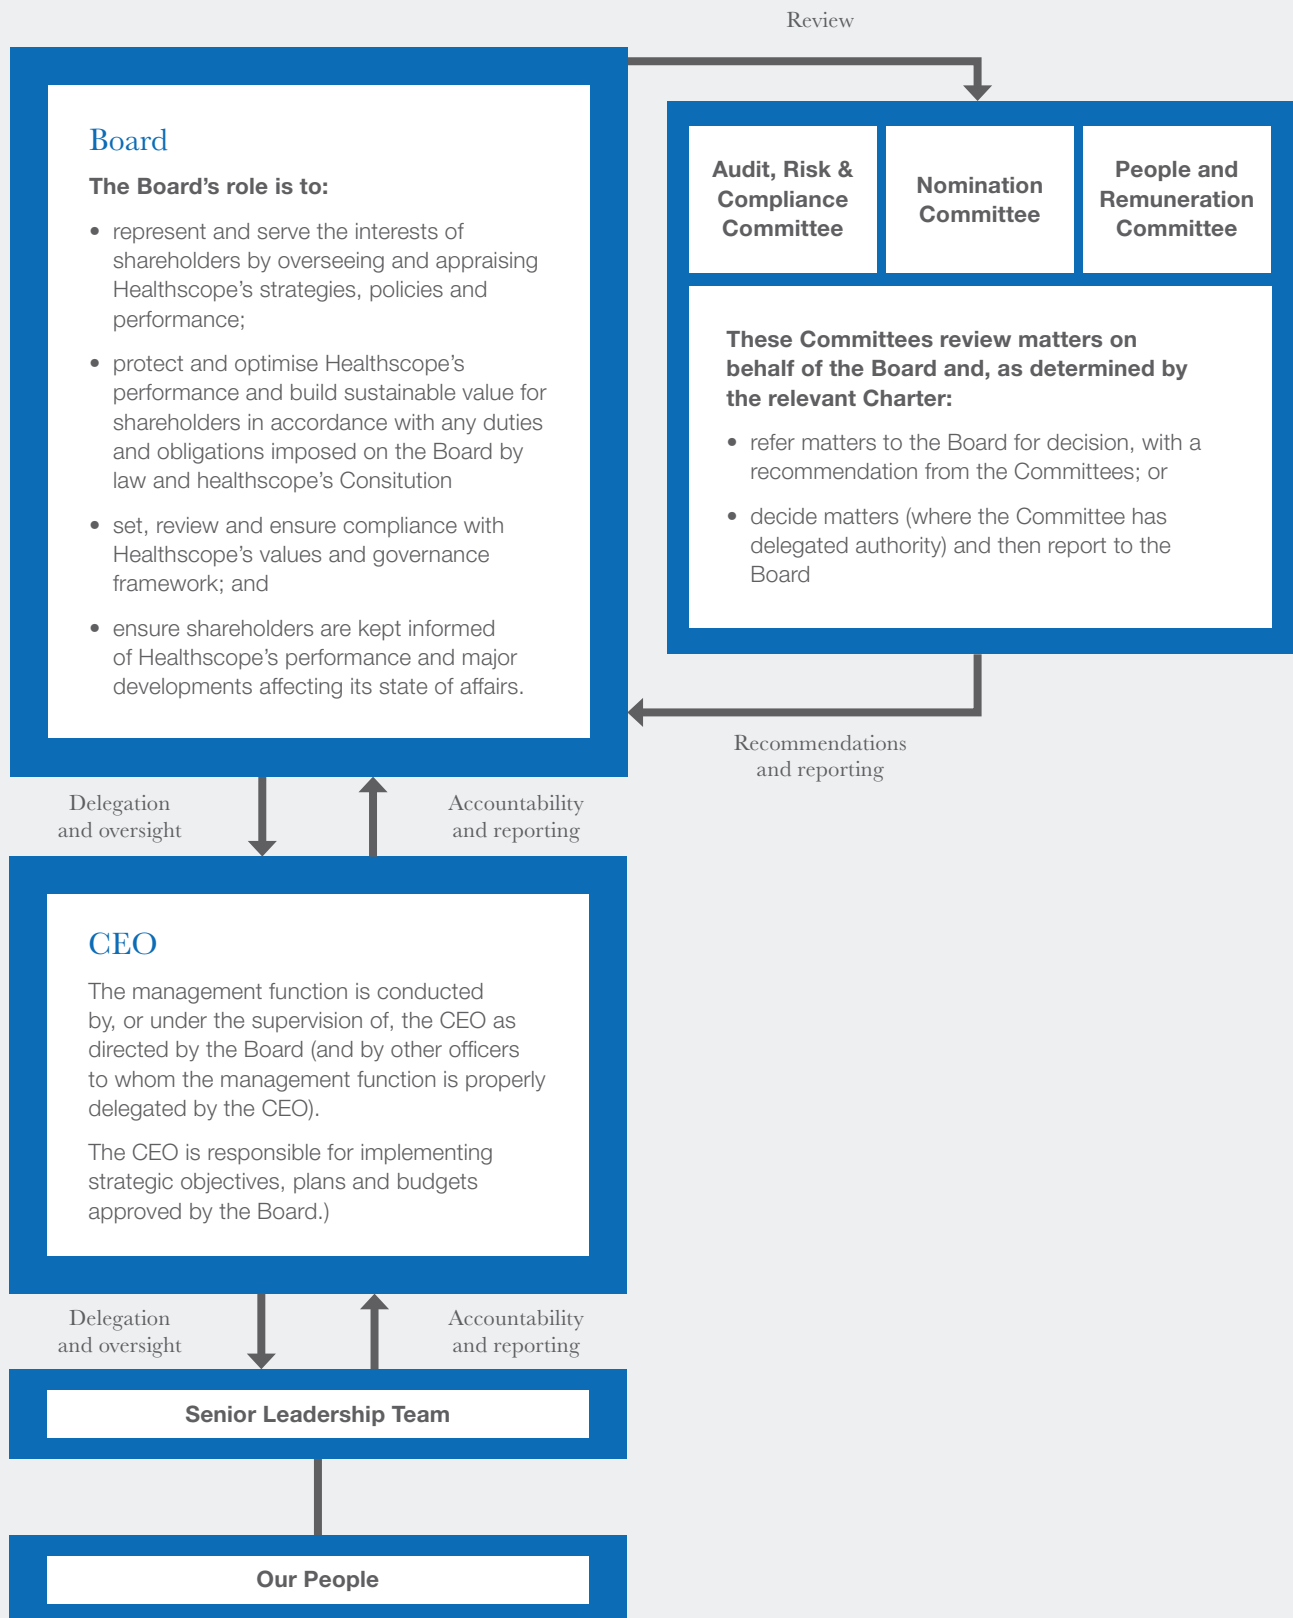 Review
Board
The Board’s role is to:
• represent and serve the interests of
shareholders by overseeing and appraising
Healthscope’s strategies, policies and
performance;
• protect and optimise Healthscope’s
performance and build sustainable value for
shareholders in accordance with any duties
and obligations imposed on the Board by
law and healthscope’s Consitution
• set, review and ensure compliance with
Healthscope’s values and governance
framework; and
• ensure shareholders are kept informed
of Healthscope’s performance and major
developments affecting its state of affairs.
Audit, Risk &
Compliance
Committee
Nomination
Committee
People and
Remuneration
Committee
These Committees review matters on
behalf of the Board and, as determined by
the relevant Charter:
• refer matters to the Board for decision, with a
recommendation from the Committees; or
• decide matters (where the Committee has
delegated authority) and then report to the
Board
Recommendations
and reporting
Delegation
and oversight
Accountability
and reporting
CEO
The management function is conducted
by, or under the supervision of, the CEO as
directed by the Board (and by other officers
to whom the management function is properly
delegated by the CEO).
The CEO is responsible for implementing
strategic objectives, plans and budgets
approved by the Board.)
Delegation
and oversight
Accountability
and reporting
Senior Leadership Team
Our People